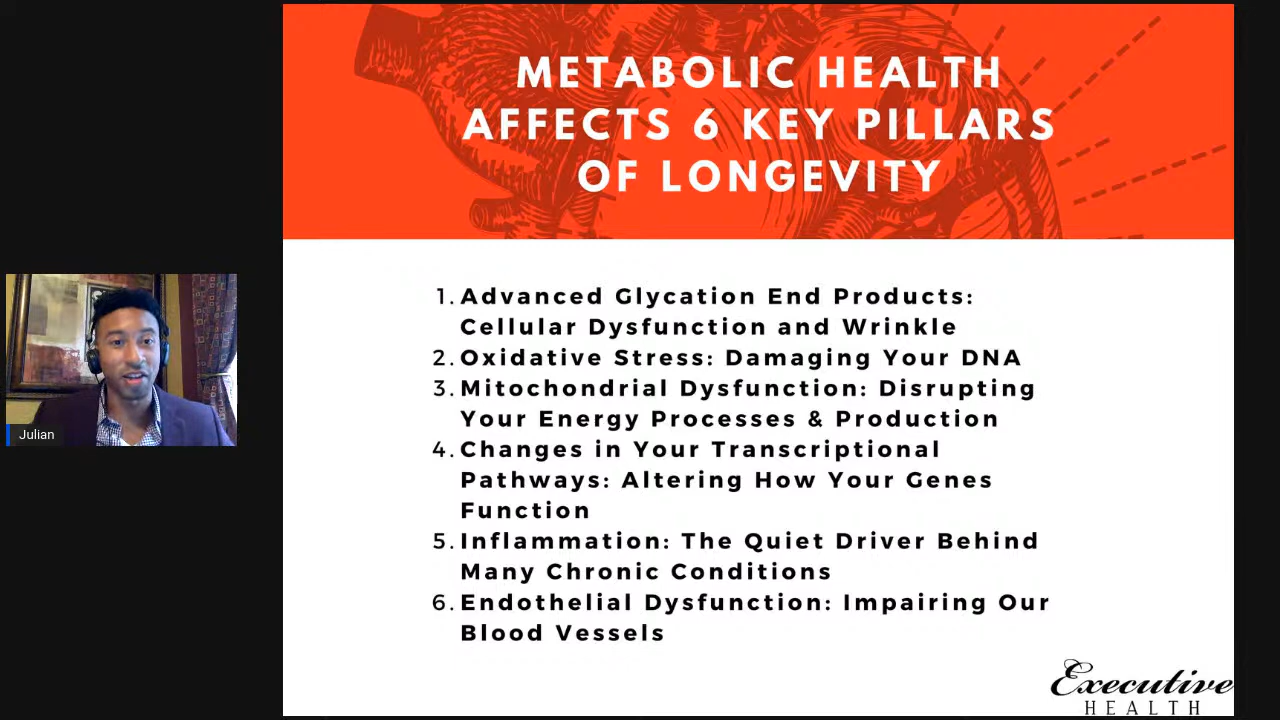 METABOLIC HEALTH
AFFECTS 6 KEY PILLARS
OF LONGEVITY
1. Advanced Glycation End Products:
Cellular Dysfunction and Wrinkle
2. Oxidative Stress: Damaging Your DNA
3. Mitochondrial Dysfunction: Disrupting
Your Energy Processes & Production
4. Changes in Your Transcriptional
Pathways: Altering How Your Genes
Function
5. Inflammation: The Quiet Driver Behind
Many Chronic Conditions
6. Endothelial Dysfunction: Impairing Our
Blood Vessels
Julian
Executive
HEALTH